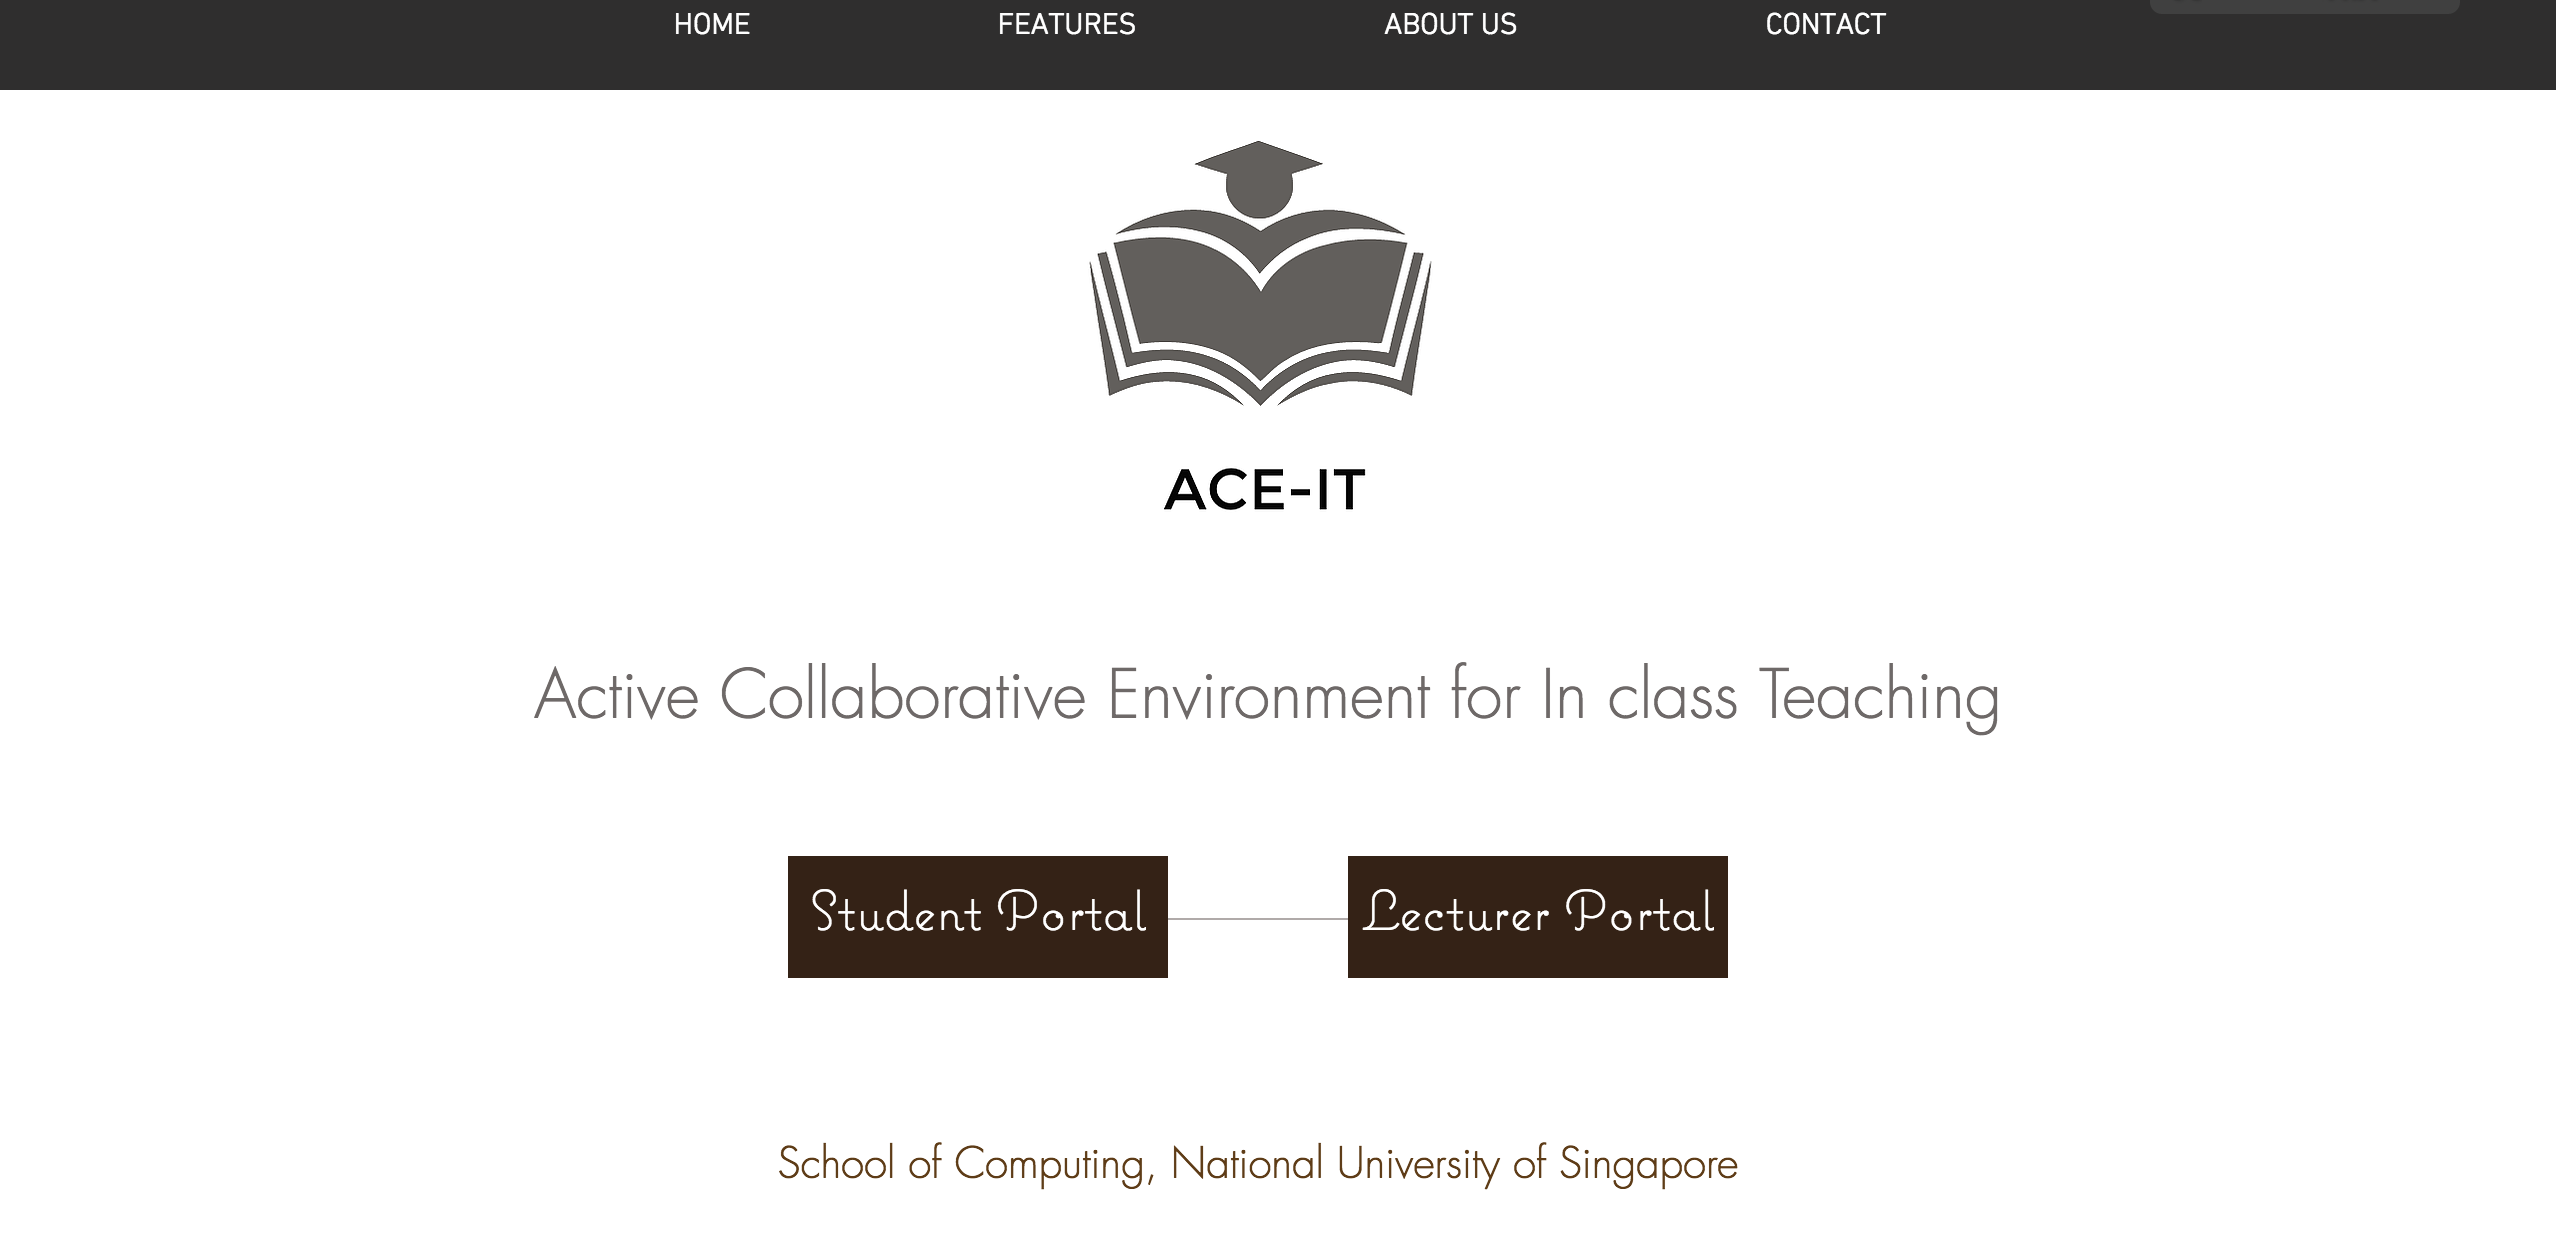 HOME FEATURES ABOUT US CONTACT
ACE-IT
Active Collaborative Environment for In class Teaching
Student Portal Lecturer Portal
School of Computing, National University of Singapore